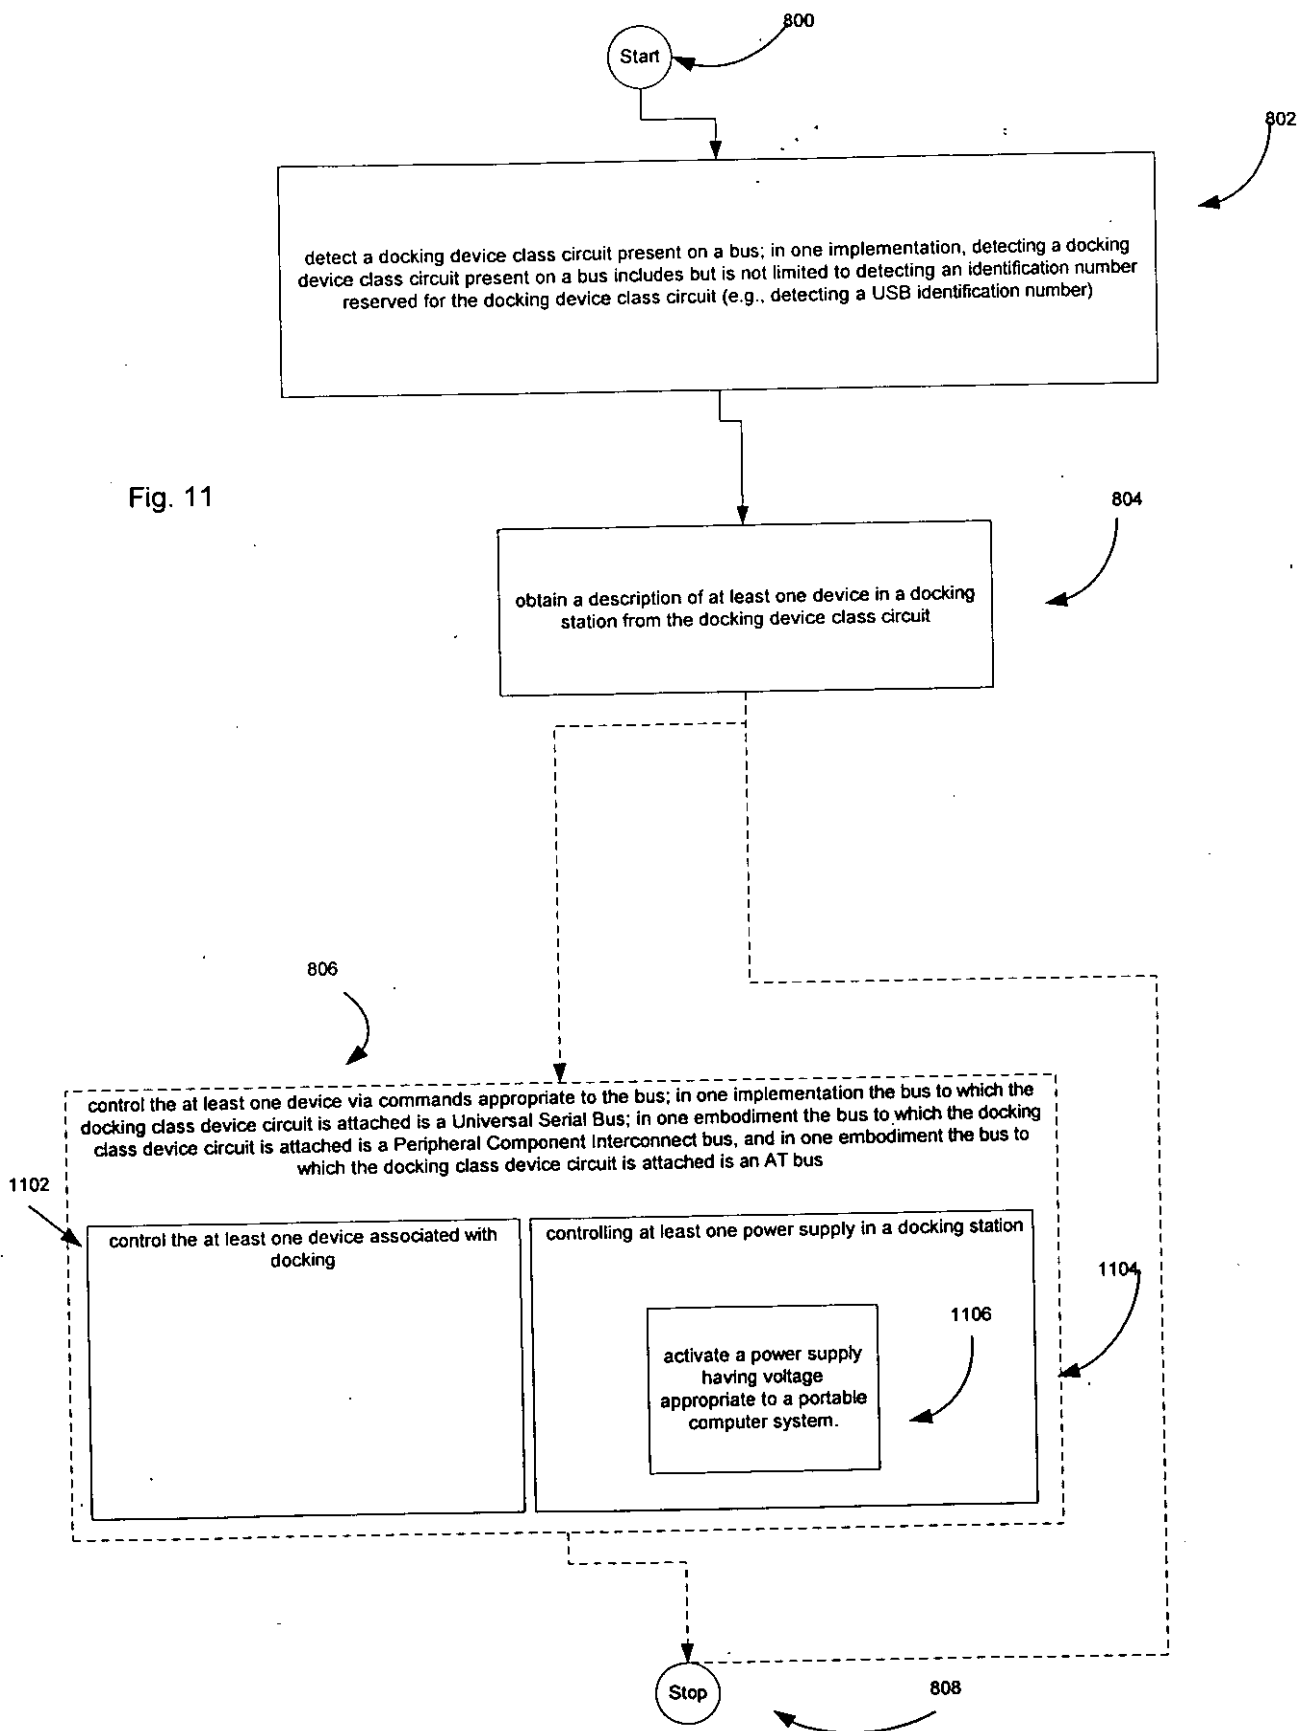 800
Start
802
detect a docking device class circuit present on a bus; in one implementation, detecting a docking
device class circuit present on a bus includes but is not limited to detecting an identification number
reserved for the docking device class circuit (e.g., detecting a USB identification number)
Fig. 11
804
obtain a description of at least one device in a docking
station from the docking device class circuit
806
control the at least one device via commands appropriate to the bus; in one implementation the bus to which the
docking class device circuit is attached is a Universal Serial Bus; in one embodiment the bus to which the docking
class device circuit is attached is a Peripheral Component Interconnect bus, and in one embodiment the bus to
which the docking class device circuit is attached is an AT bus
1102
control the at least one device associated with
docking
controlling at least one power supply in a docking station
1104
1106
activate a power supply
having voltage
appropriate to a portable
computer system.
Stop
808